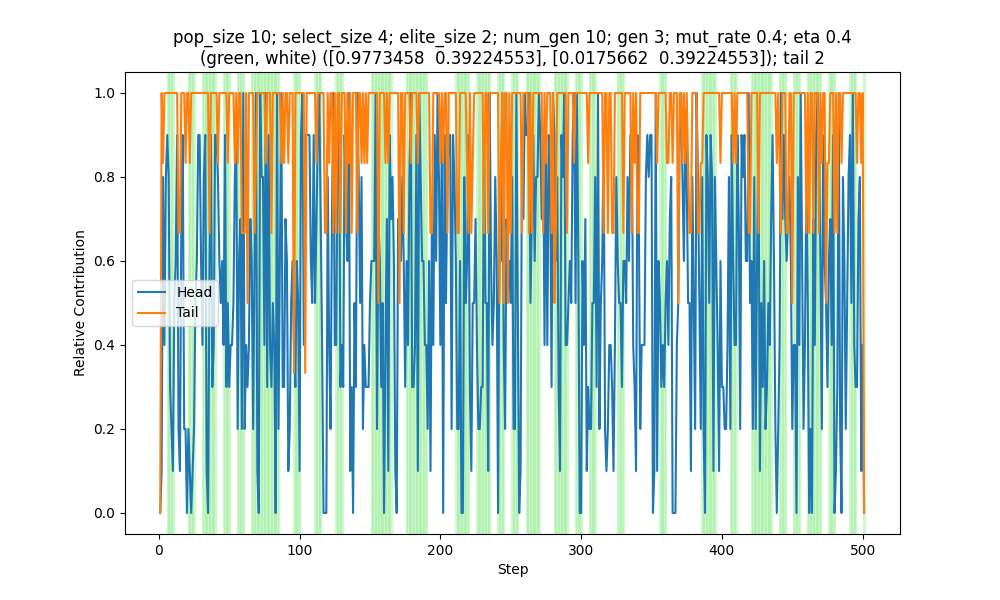 pop_size 10; select_size 4; elite_size 2; num_gen 10; gen 3; mut_rate 0.4; eta 0.4
(green, white) ([0.9773458  0.39224553], [0.0175662  0.39224553]); tail 2
1.0
0.8
0.6
0.4
0.2
0.0
Relative Contribution
Head
Tail
0
100
200
300
400
500
Step